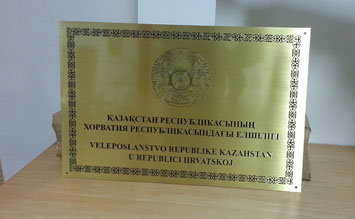 ҚАЗАҚСТАН РЕСПУБЛИКАСЫНЫҢ
ХОРВАТИЯ РЕСПУБЛИКАСЫНДАҒЫ ЕЛШІЛІГІ
VELEPOSLANSTVO REPUBLIKE KAZAHSTAN
U REPUBLICI HRVATSKOJ